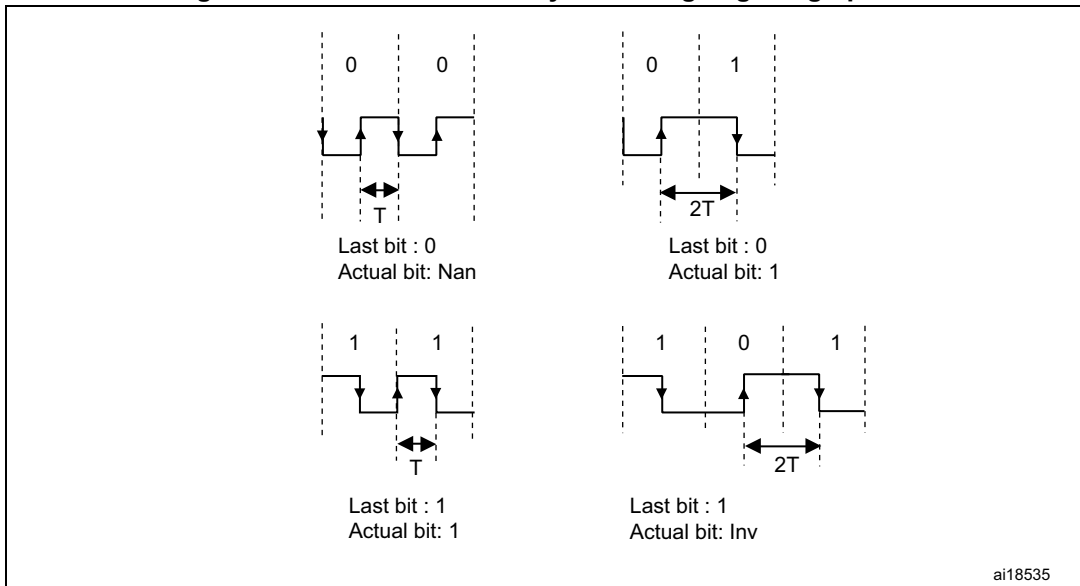 0 0
T
Last bit : 0
Actual bit: Nan
0 1
2T
Last bit : 0
Actual bit: 1
1 1
T
Last bit : 1
Actual bit: 1
1 0 1
2T
Last bit : 1
Actual bit: Inv
ai18535